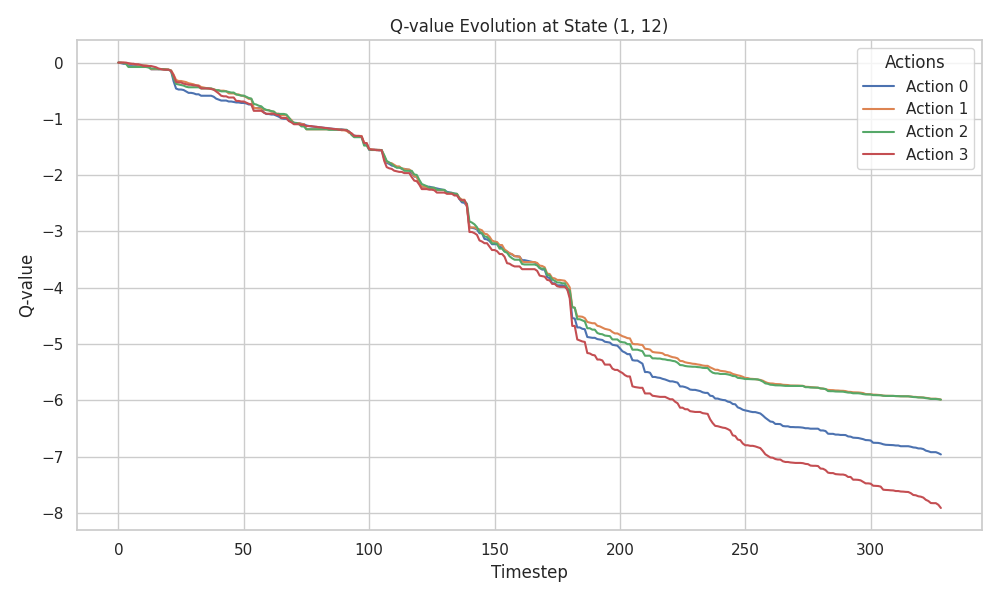 Q-value Evolution at State (1, 12)
Actions
Action 0
Action 1
Action 2
Action 3
Q-value
0
−1
−2
−3
−4
−5
−6
−7
−8
0 50 100 150 200 250 300
Timestep